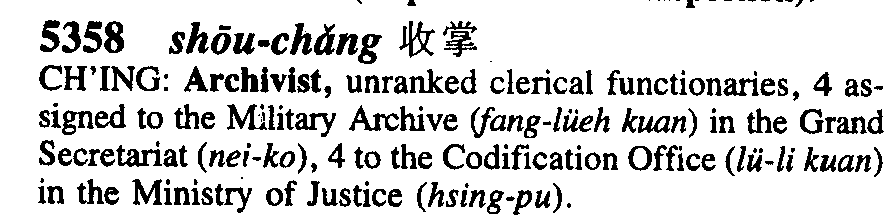 5358 shōu-chǎng 收掌
CH'ING: Archivist, unranked clerical functionaries, 4 as-
signed to the Military Archive (fang-lüeh kuan) in the Grand
Secretariat (nei-ko), 4 to the Codification Office (lü-li kuan)
in the Ministry of Justice (hsing-pu).